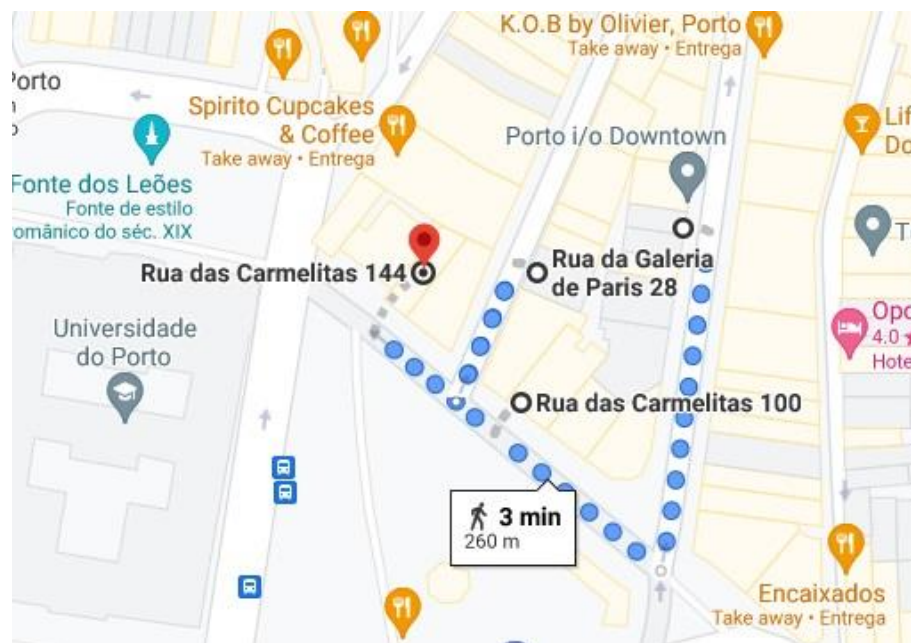 K.O.B by Olivier, Porto
Take away • Entrega
Porto
Spirito Cupcakes
& Coffee
Take away • Entrega
Porto i/o Downtown
Lif
Do
Fonte dos Leões
Fonte de estilo
omânico do séc. XIX
Rua das Carmelitas 144
Rua da Galeria
de Paris 28
T
Universidade
do Porto
Opo
4.0
Hote
Rua das Carmelitas 100
3 min
260 m
Encaixados
Take away • Entrega